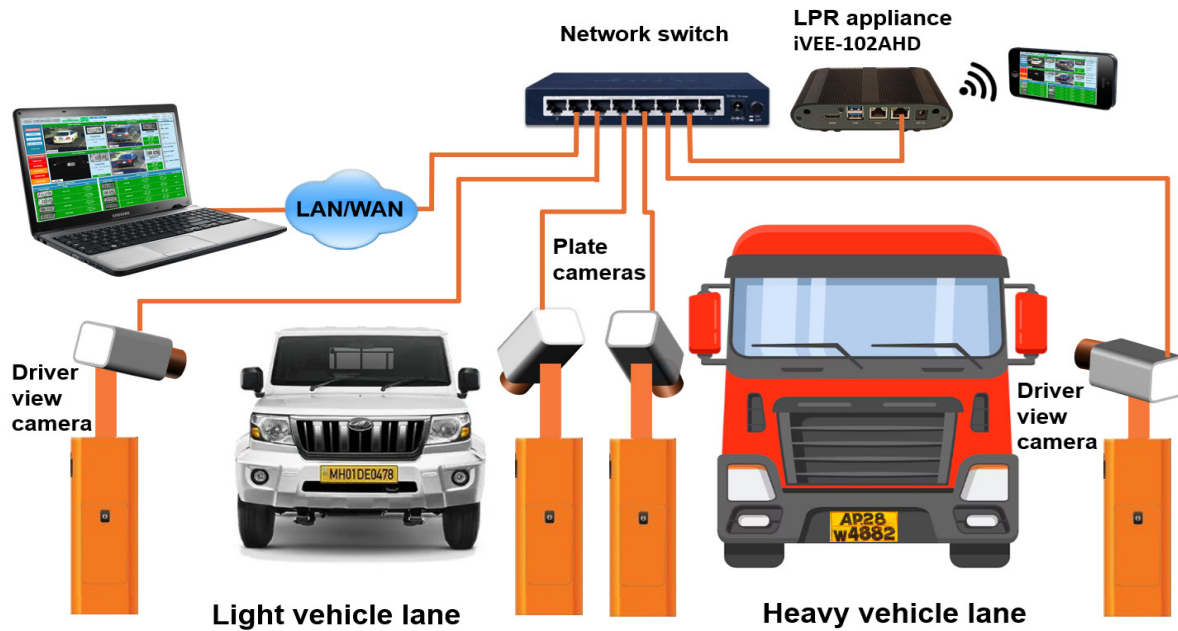 LPR appliance
iVEE-102AHD
Network switch
LAN/WAN
SAMSUNG
Plate
cameras
Driver
view
camera
Driver
view
camera
MH01DE0478
AP28
W4882
Light vehicle lane
Heavy vehicle lane